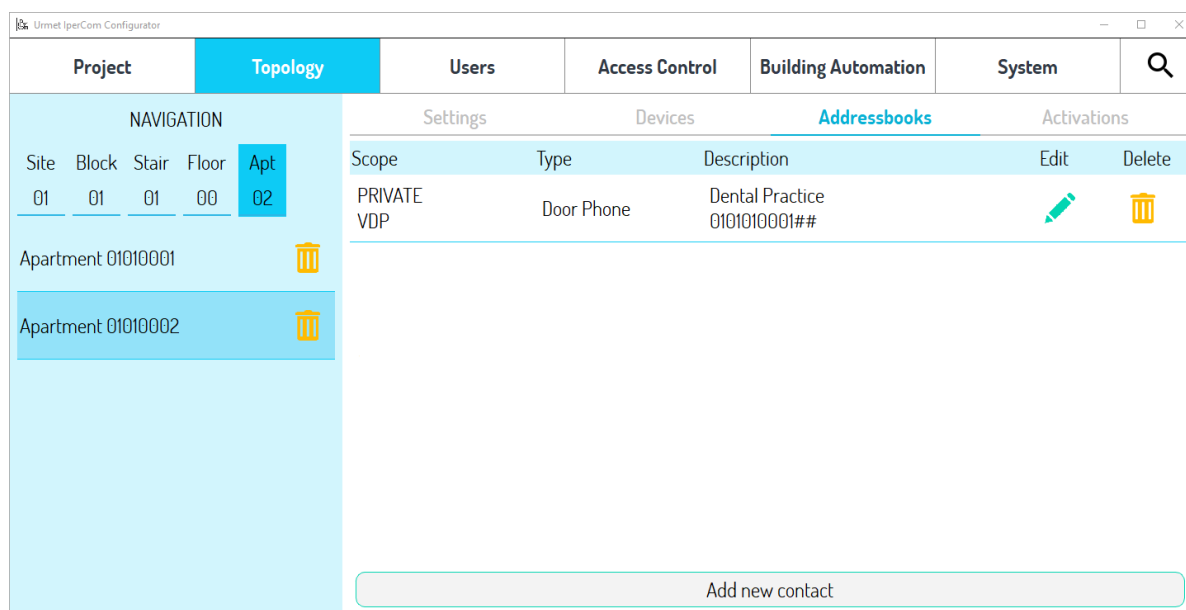 Urmet IperCom Configurator
Project Topology Users Access Control Building Automation System
NAVIGATION
Site Block Stair Floor Apt
01 01 01 00 02
Apartment 01010001
Apartment 01010002
Settings Devices Addressbooks Activations
Scope Type Description Edit Delete
PRIVATE
VDP
Door Phone
Dental Practice
0101010001##
Add new contact